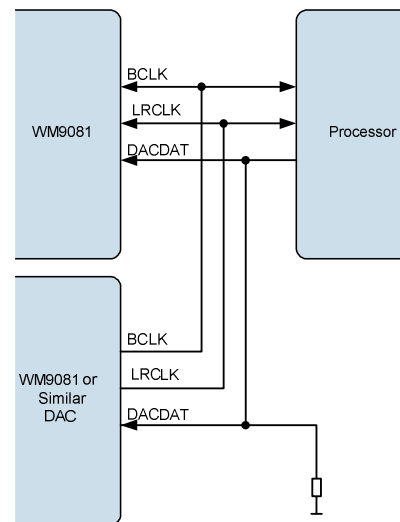 BCLK
LRCLK
WM9081
Processor
DACDAT
BCLK
LRCLK
WM9081 or
Similar
DAC
DACDAT